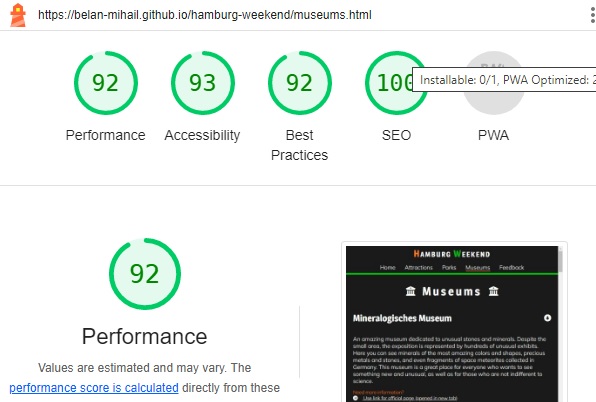 https://belan-mihail.github.io/hamburg-weekend/museums.html
92 93 92 100
Installable: 0/1, PWA Optimized: 2
Performance Accessibility Best Practices SEO PWA
92
Performance
Values are estimated and may vary. The
performance score is calculated directly from these
HAMBURG WEEKEND
Home Attractions Parks Museums Feedback
Museums
Mineralogisches Museum
An amazing museum dedicated to unusual stones and minerals. Despite the
small area, the exposition is represented by hundreds of unusual exhibits.
Here you can see minerals of the most amazing colors and shapes, precious
metals and stones, and even fragments of space meteorites collected in
Germany. This museum is a great place for everyone who wants to see
something new and unusual, as well as for those who are not indifferent to
science.
Need more information?
Use link for official page (opened in new tab)